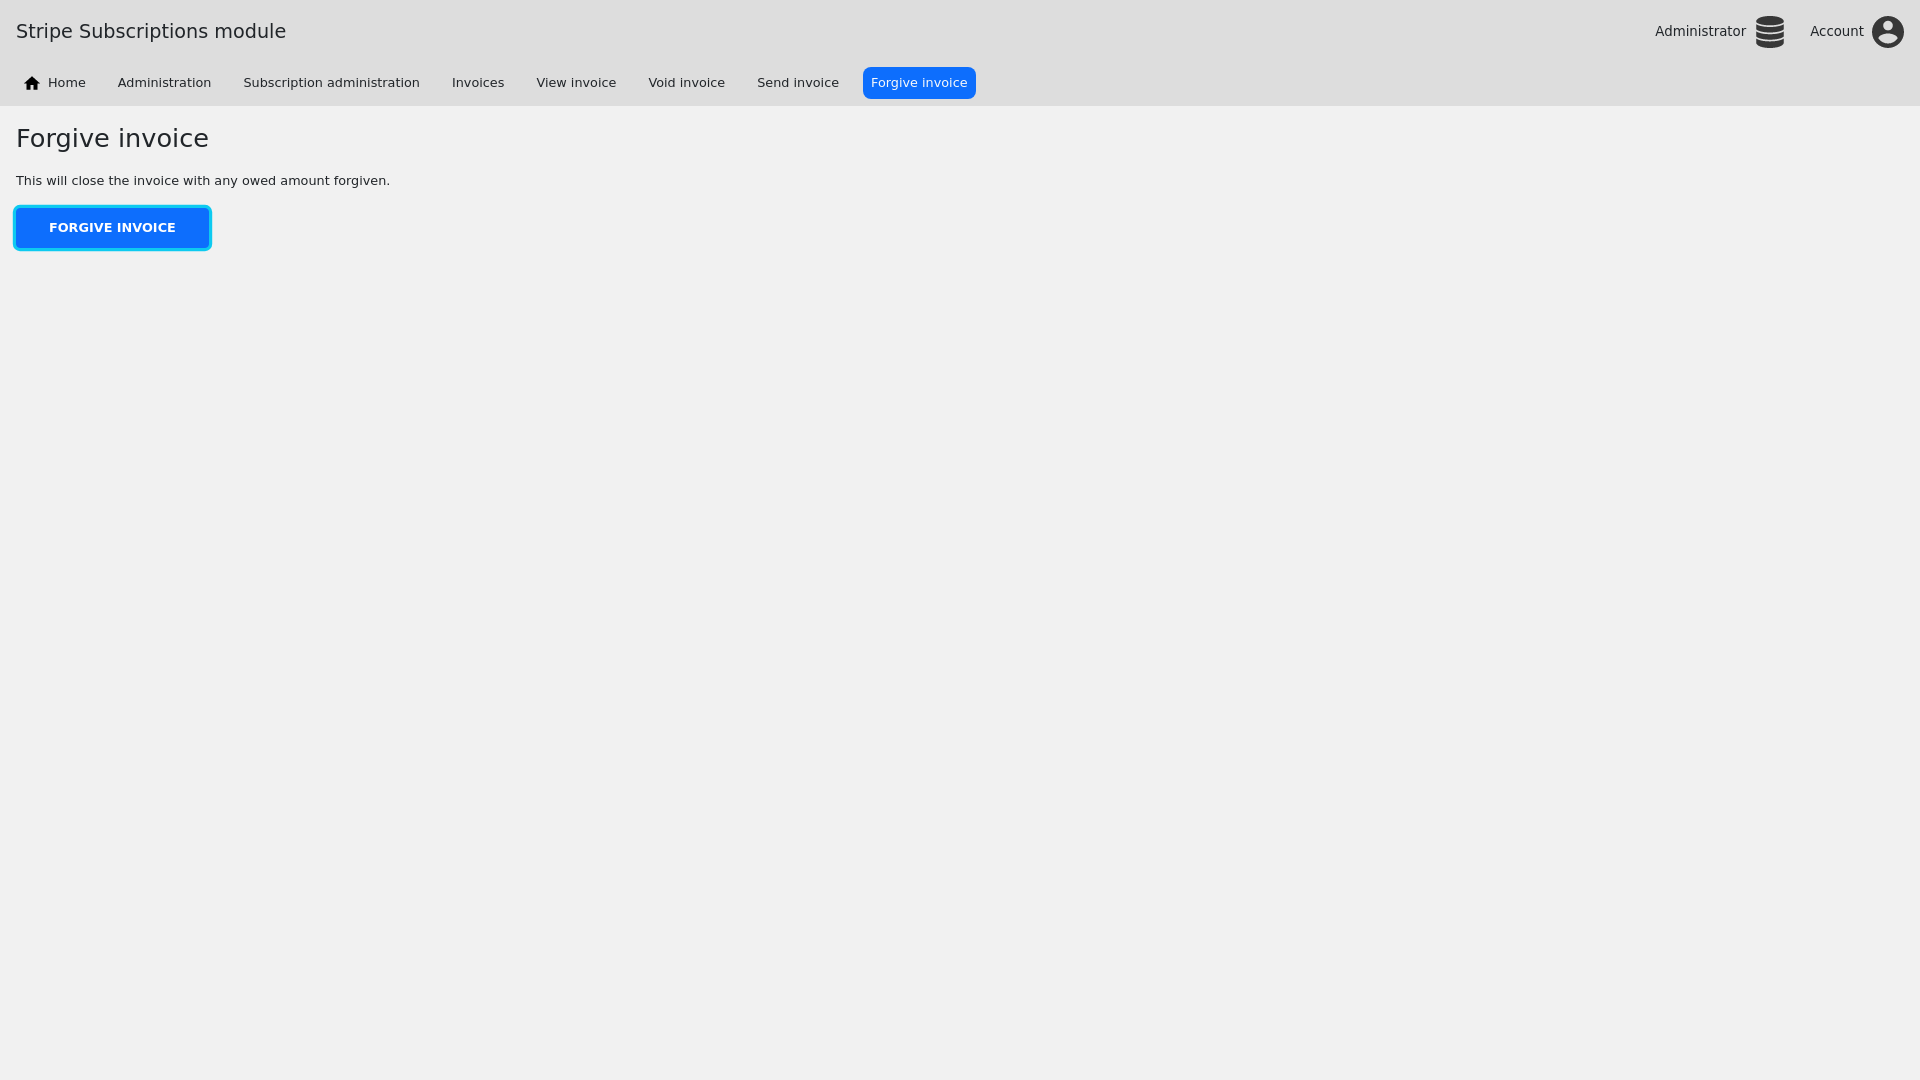 Stripe Subscriptions module
Administrator
Account
Home
Administration
Subscription administration
Invoices
View invoice
Void invoice
Send invoice
Forgive invoice
Forgive invoice
This will close the invoice with any owed amount forgiven.
FORGIVE INVOICE